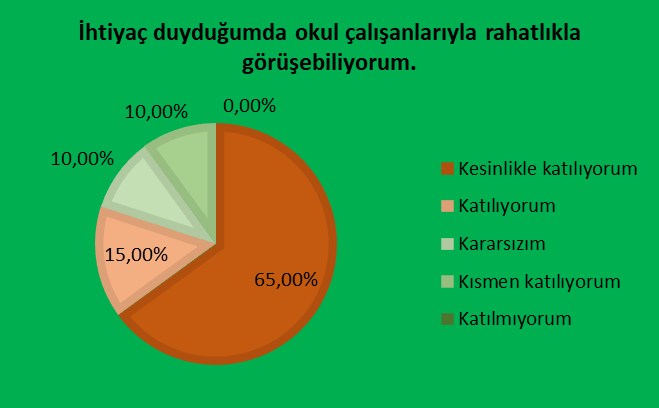 İhtiyaç duyduğumda okul çalışanlarıyla rahatlıkla
görüşebiliyorum.
0,00%
10,00%
10,00%
15,00%
65,00%
Kesinlikle katılıyorum
Katılıyorum
Kararsızım
Kısmen katılıyorum
Katılmıyorum